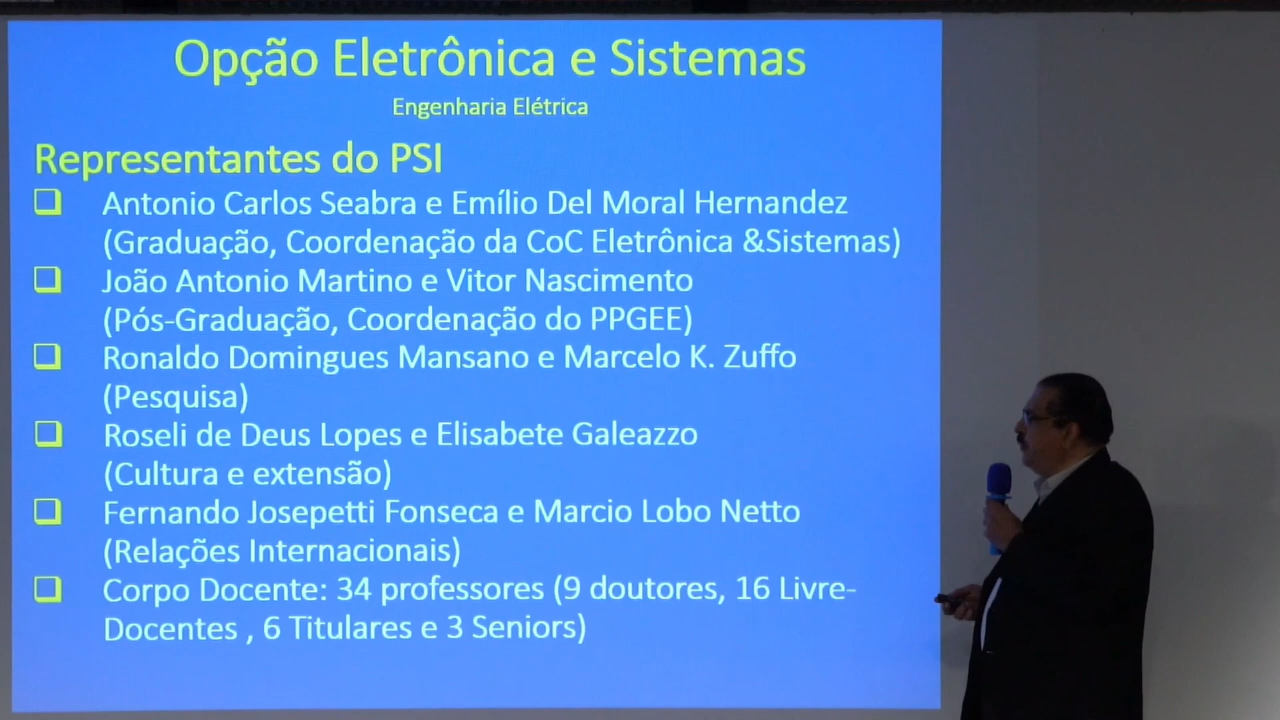 Opção Eletrônica e Sistemas
Engenharia Elétrica
Representantes do PSI
Antonio Carlos Seabra e Emílio Del Moral Hernandez
(Graduação, Coordenação da CoC Eletrônica &Sistemas)
João Antonio Martino e Vitor Nascimento
(Pós-Graduação, Coordenação do PPGEE)
Ronaldo Domingues Mansano e Marcelo K. Zuffo
(Pesquisa)
Roseli de Deus Lopes e Elisabete Galeazzo
(Cultura e extensão)
Fernando Josepetti Fonseca e Marcio Lobo Netto
(Relações Internacionais)
Corpo Docente: 34 professores (9 doutores, 16 Livre-
Docentes , 6 Titulares e 3 Seniors)